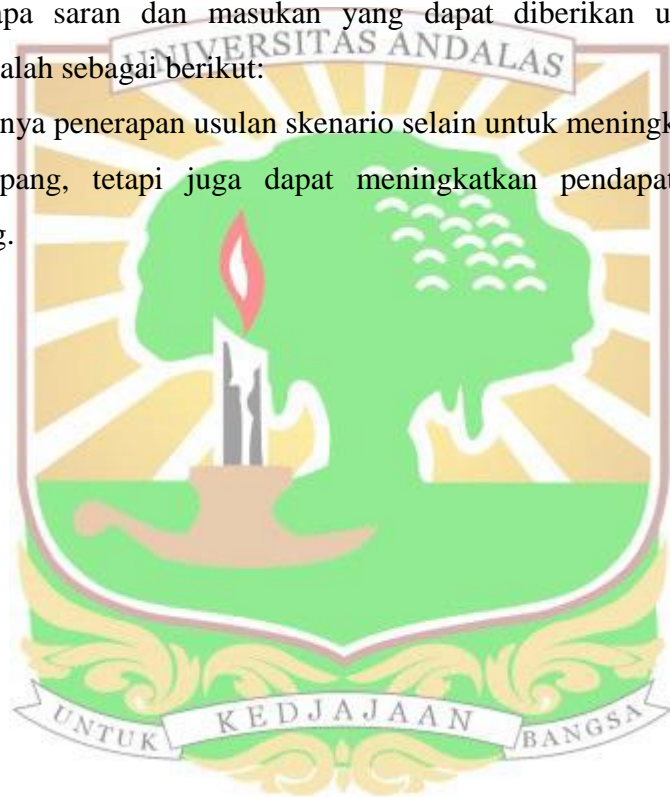 apa saran dan masukan yang dapat diberikan u
UNIVERSITAS ANDALAS
alah sebagai berikut:
nya penerapan usulan skenario selain untuk meningk
pang, tetapi juga dapat meningkatkan pendapat
g.
UNTUK KEDJAJAAN BANGSA